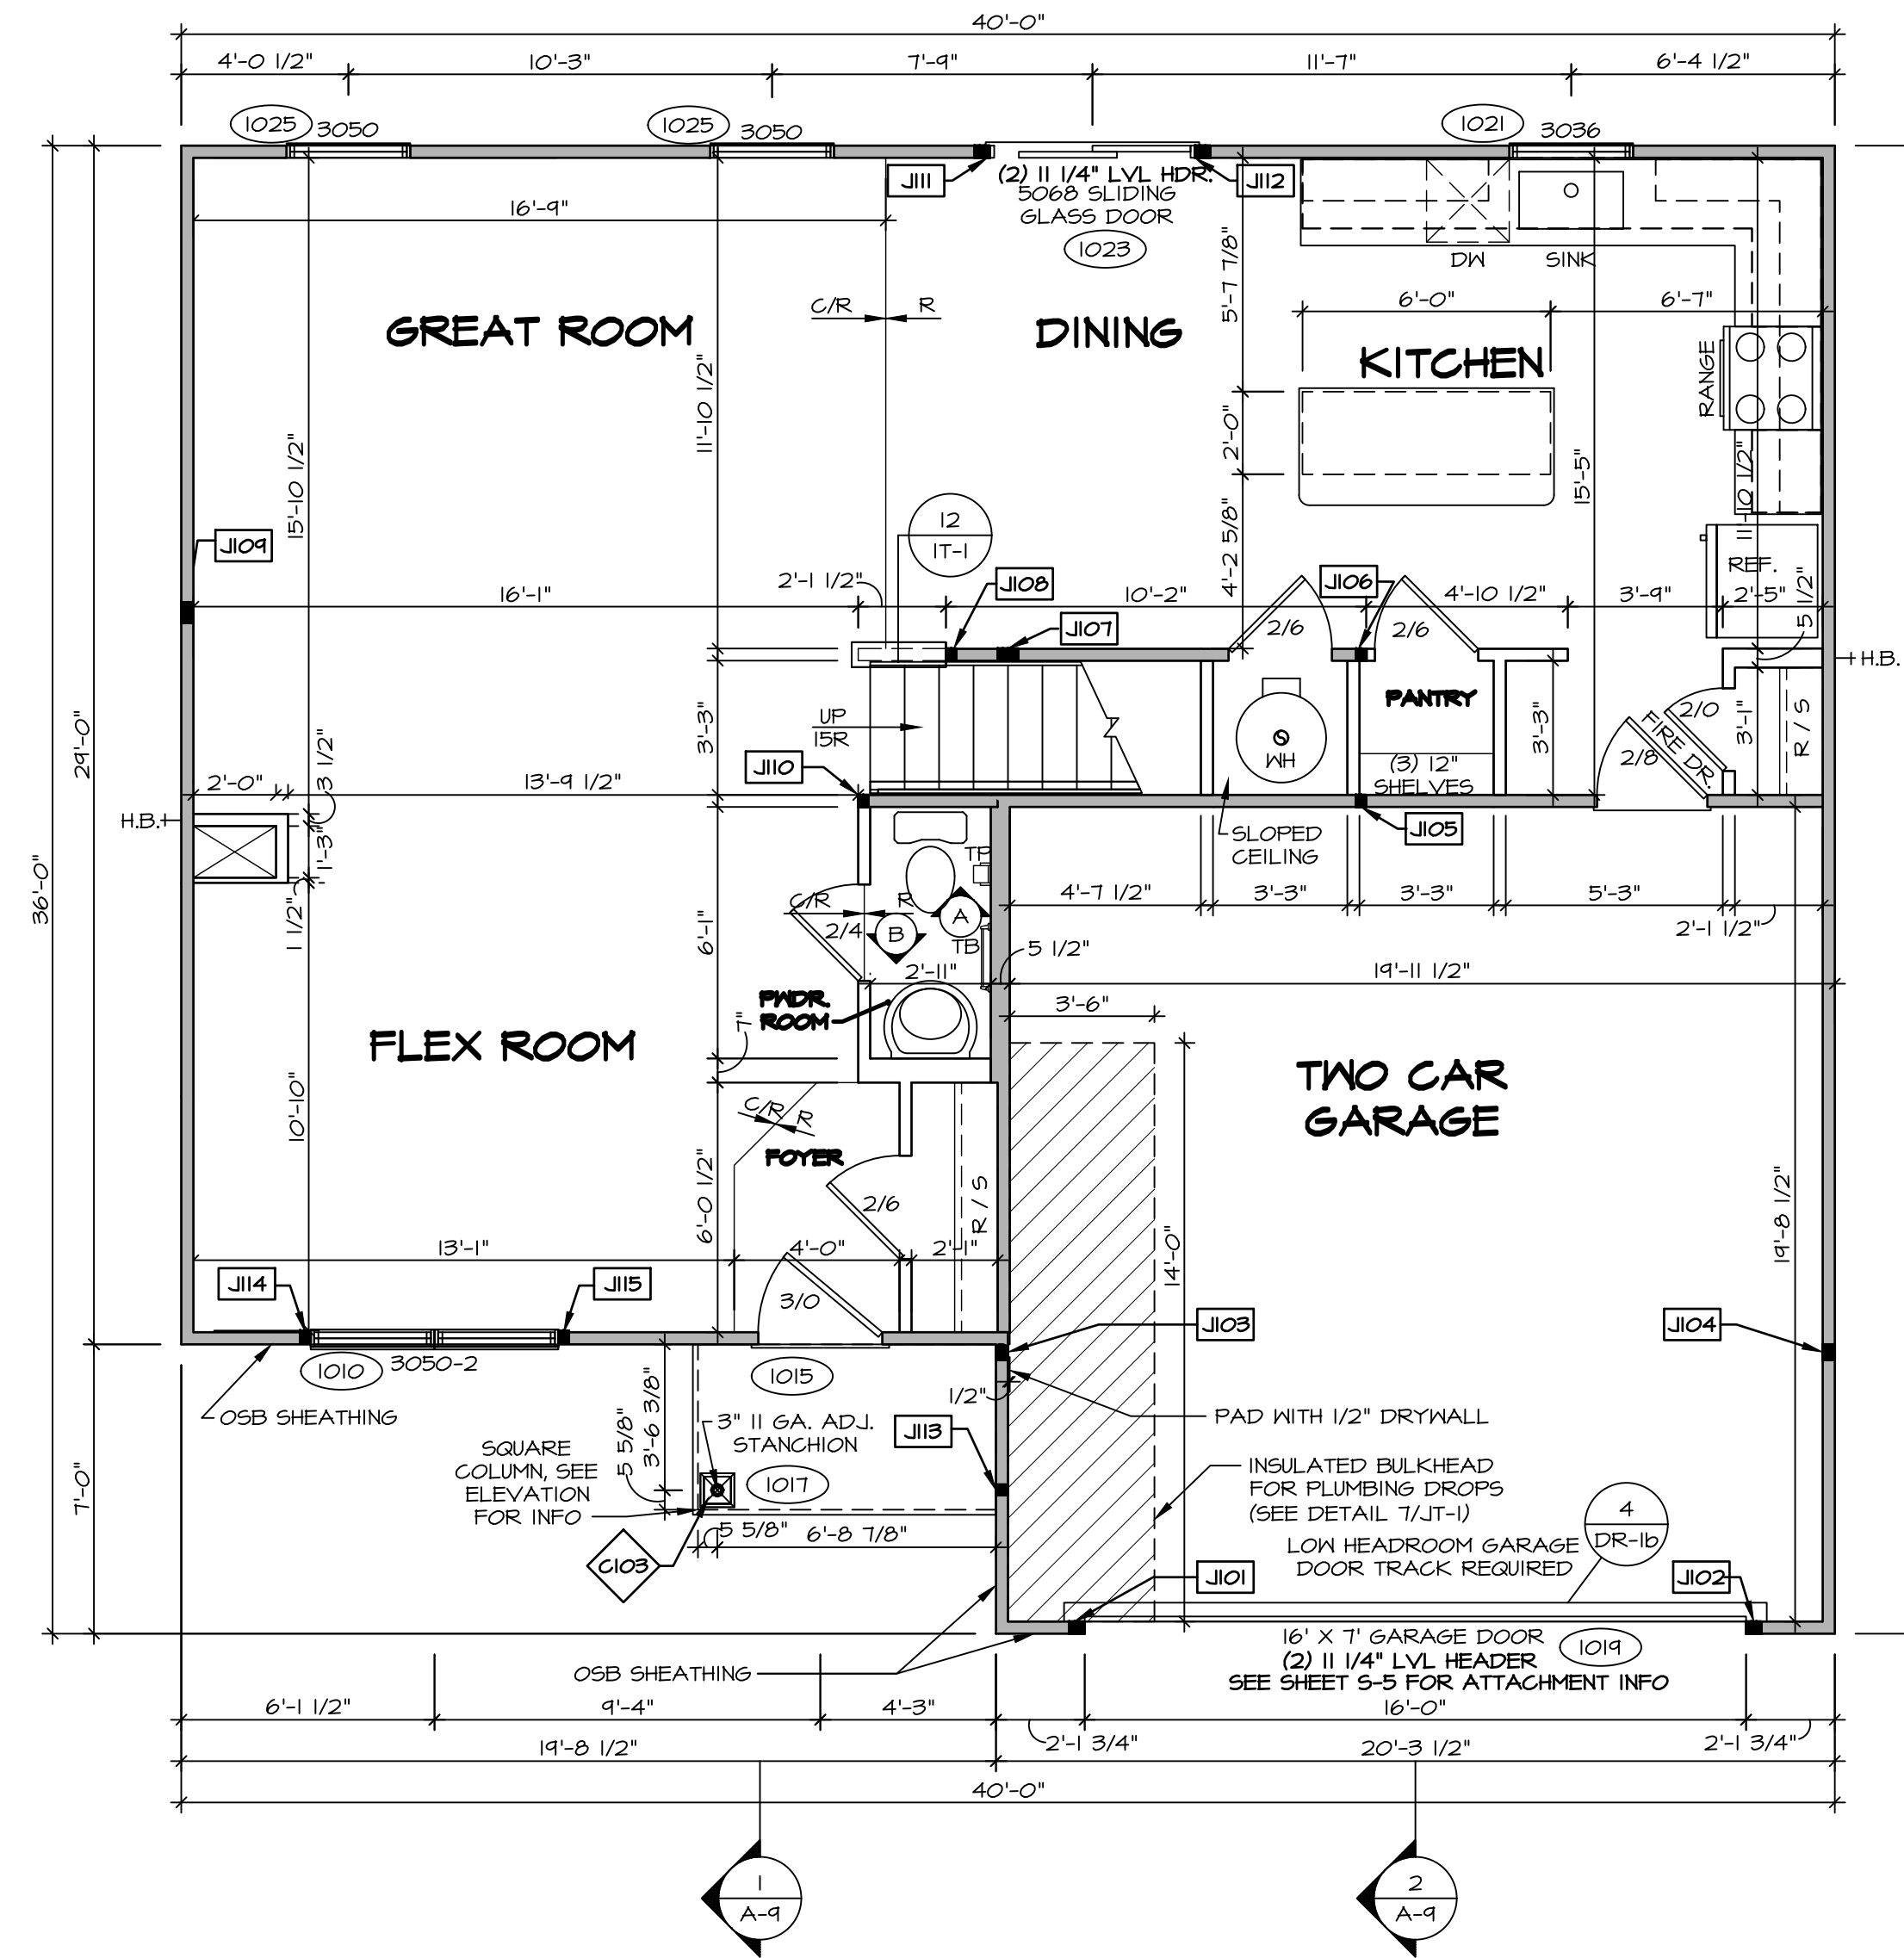 40'-0"
4'-0 1/2"
10'-3"
7'-9"
11'-7"
6'-4 1/2"
1025
3050
1025
3050
1021
3036
J111
(2) 11 1/4" LVL HDR.
5068 SLIDING
GLASS DOOR
1023
J112
16'-9"
DW
SINK
5'-7 7/8"
6'-0"
6'-7"
C/R
R
GREAT ROOM
DINING
KITCHEN
RANGE
11'-10 1/2"
2'-0"
15'-10 1/2"
15'-5"
11'-10 1/2"
12
1T-1
4'-2 5/8"
J109
REF.
2'-1 1/2"
J108
J106
16'-1"
10'-2"
4'-10 1/2"
3'-9"
2'-5"
5 1/2"
J107
2/6
2/6
H.B.
PANTRY
UP
15R
3'-3"
WH
3'-3"
2/0
FIRE DR.
2/8
3'-1"
R / S
29'-0"
J110
(3) 12"
SHELVES
2'-0"
3 1/2"
13'-9 1/2"
H.B.
1'-3"
1 1/2"
SLOPED
CEILING
J105
TP
36'-0"
4'-7 1/2"
3'-3"
3'-3"
5'-3"
2'-1 1/2"
C/R
R
A
B
2/4
TB
6'-1"
5 1/2"
2'-11"
19'-11 1/2"
PWDR.
ROOM
3'-6"
7"
FLEX ROOM
TWO CAR
GARAGE
10'-10"
C/R
R
FOYER
6'-0 1/2"
2/6
R / S
14'-0"
19'-8 1/2"
13'-1"
4'-0"
2'-1"
J114
J115
3/0
J103
J104
1010
3050-2
1015
1/2"
OSB SHEATHING
PAD WITH 1/2" DRYWALL
5 5/8"
3'-6 3/8"
3" 11 GA. ADJ.
STANCHION
J113
SQUARE
COLUMN, SEE
ELEVATION
FOR INFO
1017
INSULATED BULKHEAD
FOR PLUMBING DROPS
(SEE DETAIL 7/JT-1)
7'-0"
4
DR-1b
5 5/8"
6'-8 7/8"
LOW HEADROOM GARAGE
DOOR TRACK REQUIRED
C103
J101
J102
16' X 7' GARAGE DOOR
1019
(2) 11 1/4" LVL HEADER
SEE SHEET S-5 FOR ATTACHMENT INFO
OSB SHEATHING
6'-1 1/2"
9'-4"
4'-3"
16'-0"
2'-1 3/4"
2'-1 3/4"
19'-8 1/2"
20'-3 1/2"
40'-0"
1
A-9
2
A-9